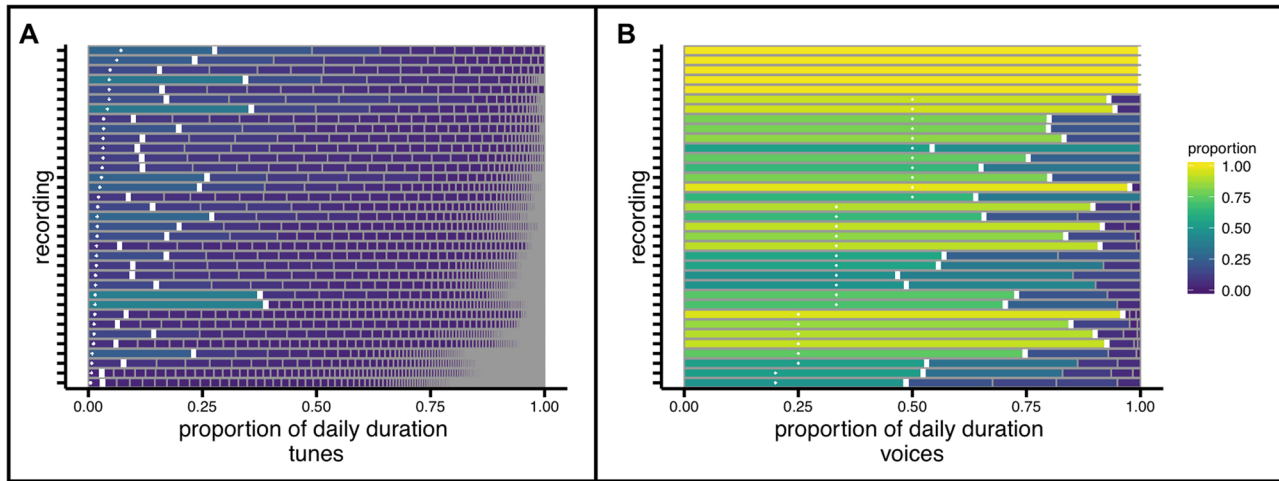 A
recording
0.00 0.25 0.50 0.75 1.00
proportion of daily duration
tunes
B
recording
0.00 0.25 0.50 0.75 1.00
proportion of daily duration
voices
proportion
1.00
0.75
0.50
0.25
0.00